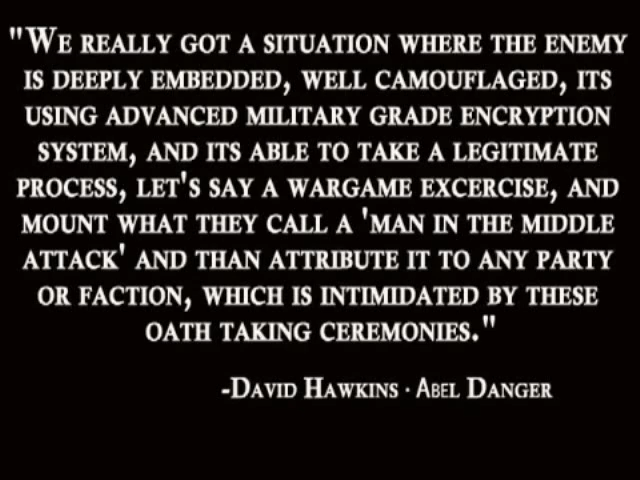 "We really got a situation where the enemy
is deeply embedded, well camouflaged, its
using advanced military grade encryption
system, and its able to take a legitimate
process, let's say a wargame excercise, and
mount what they call a 'man in the middle
attack' and than attribute it to any party
or faction, which is intimidated by these
oath taking ceremonies."
-David Hawkins · Abel Danger